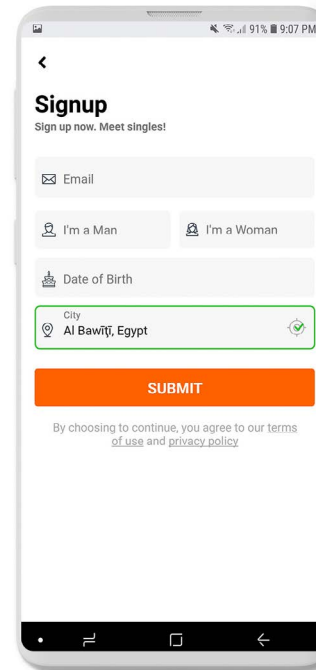 91% 9:07 PM
Signup
Sign up now. Meet singles!
Email
I'm a Man
I'm a Woman
Date of Birth
City
Al Bawīţī, Egypt
SUBMIT
By choosing to continue, you agree to our terms
of use and privacy policy